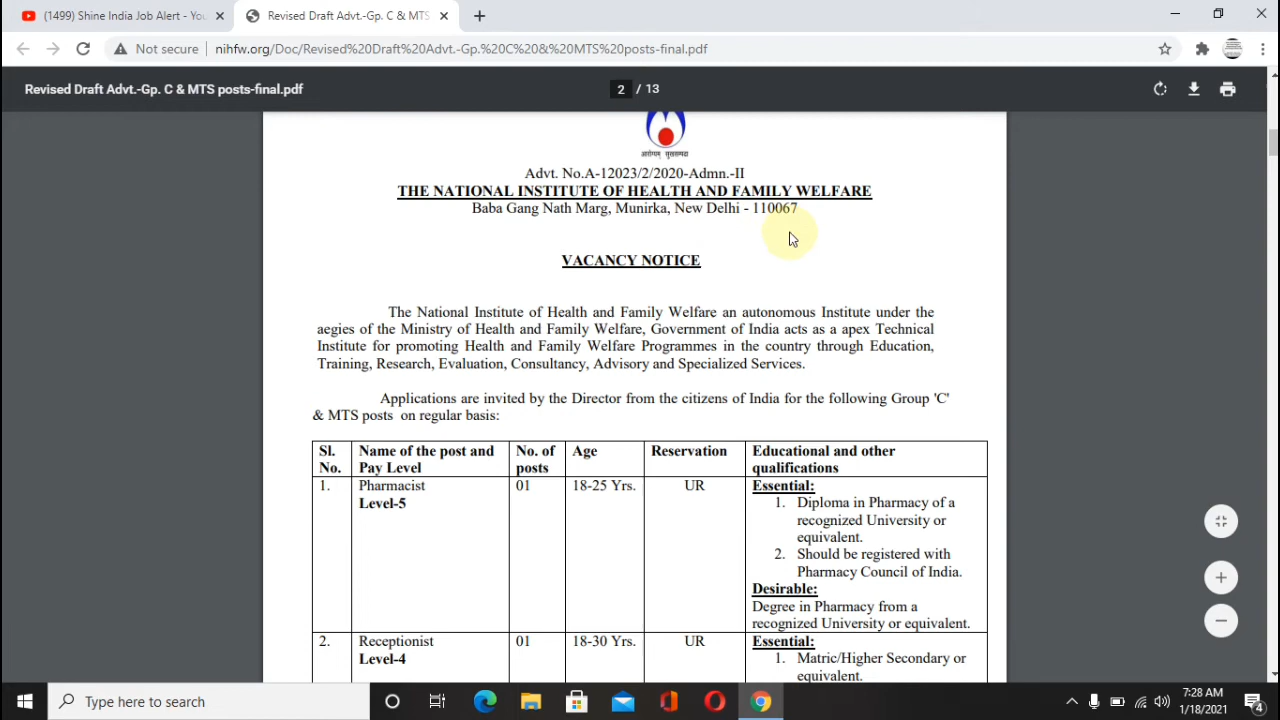 (1499) Shine India Job Alert - You
Revised Draft Advt.-Gp. C & MTS
Not secure
nihfw.org/Doc/Revised%20Draft%20Advt.-Gp.%20C%20&%20MTS%20posts-final.pdf
Revised Draft Advt.-Gp. C & MTS posts-final.pdf
2 / 13
आरोग्यम् सुखसम्पदा
Advt. No.A-12023/2/2020-Admn.-II
THE NATIONAL INSTITUTE OF HEALTH AND FAMILY WELFARE
Baba Gang Nath Marg, Munirka, New Delhi - 110067
VACANCY NOTICE
The National Institute of Health and Family Welfare an autonomous Institute under the
aegies of the Ministry of Health and Family Welfare, Government of India acts as a apex Technical
Institute for promoting Health and Family Welfare Programmes in the country through Education,
Training, Research, Evaluation, Consultancy, Advisory and Specialized Services.
Applications are invited by the Director from the citizens of India for the following Group 'C'
& MTS posts on regular basis:
Sl. No.
Name of the post and Pay Level
No. of posts
Age
Reservation
Educational and other qualifications
1.
Pharmacist
Level-5
01
18-25 Yrs.
UR
Essential:
1. Diploma in Pharmacy of a
recognized University or
equivalent.
2. Should be registered with
Pharmacy Council of India.
Desirable:
Degree in Pharmacy from a
recognized University or equivalent.
2.
Receptionist
Level-4
01
18-30 Yrs.
UR
Essential:
1. Matric/Higher Secondary or
equivalent.
Type here to search
7:28 AM
1/18/2021
4